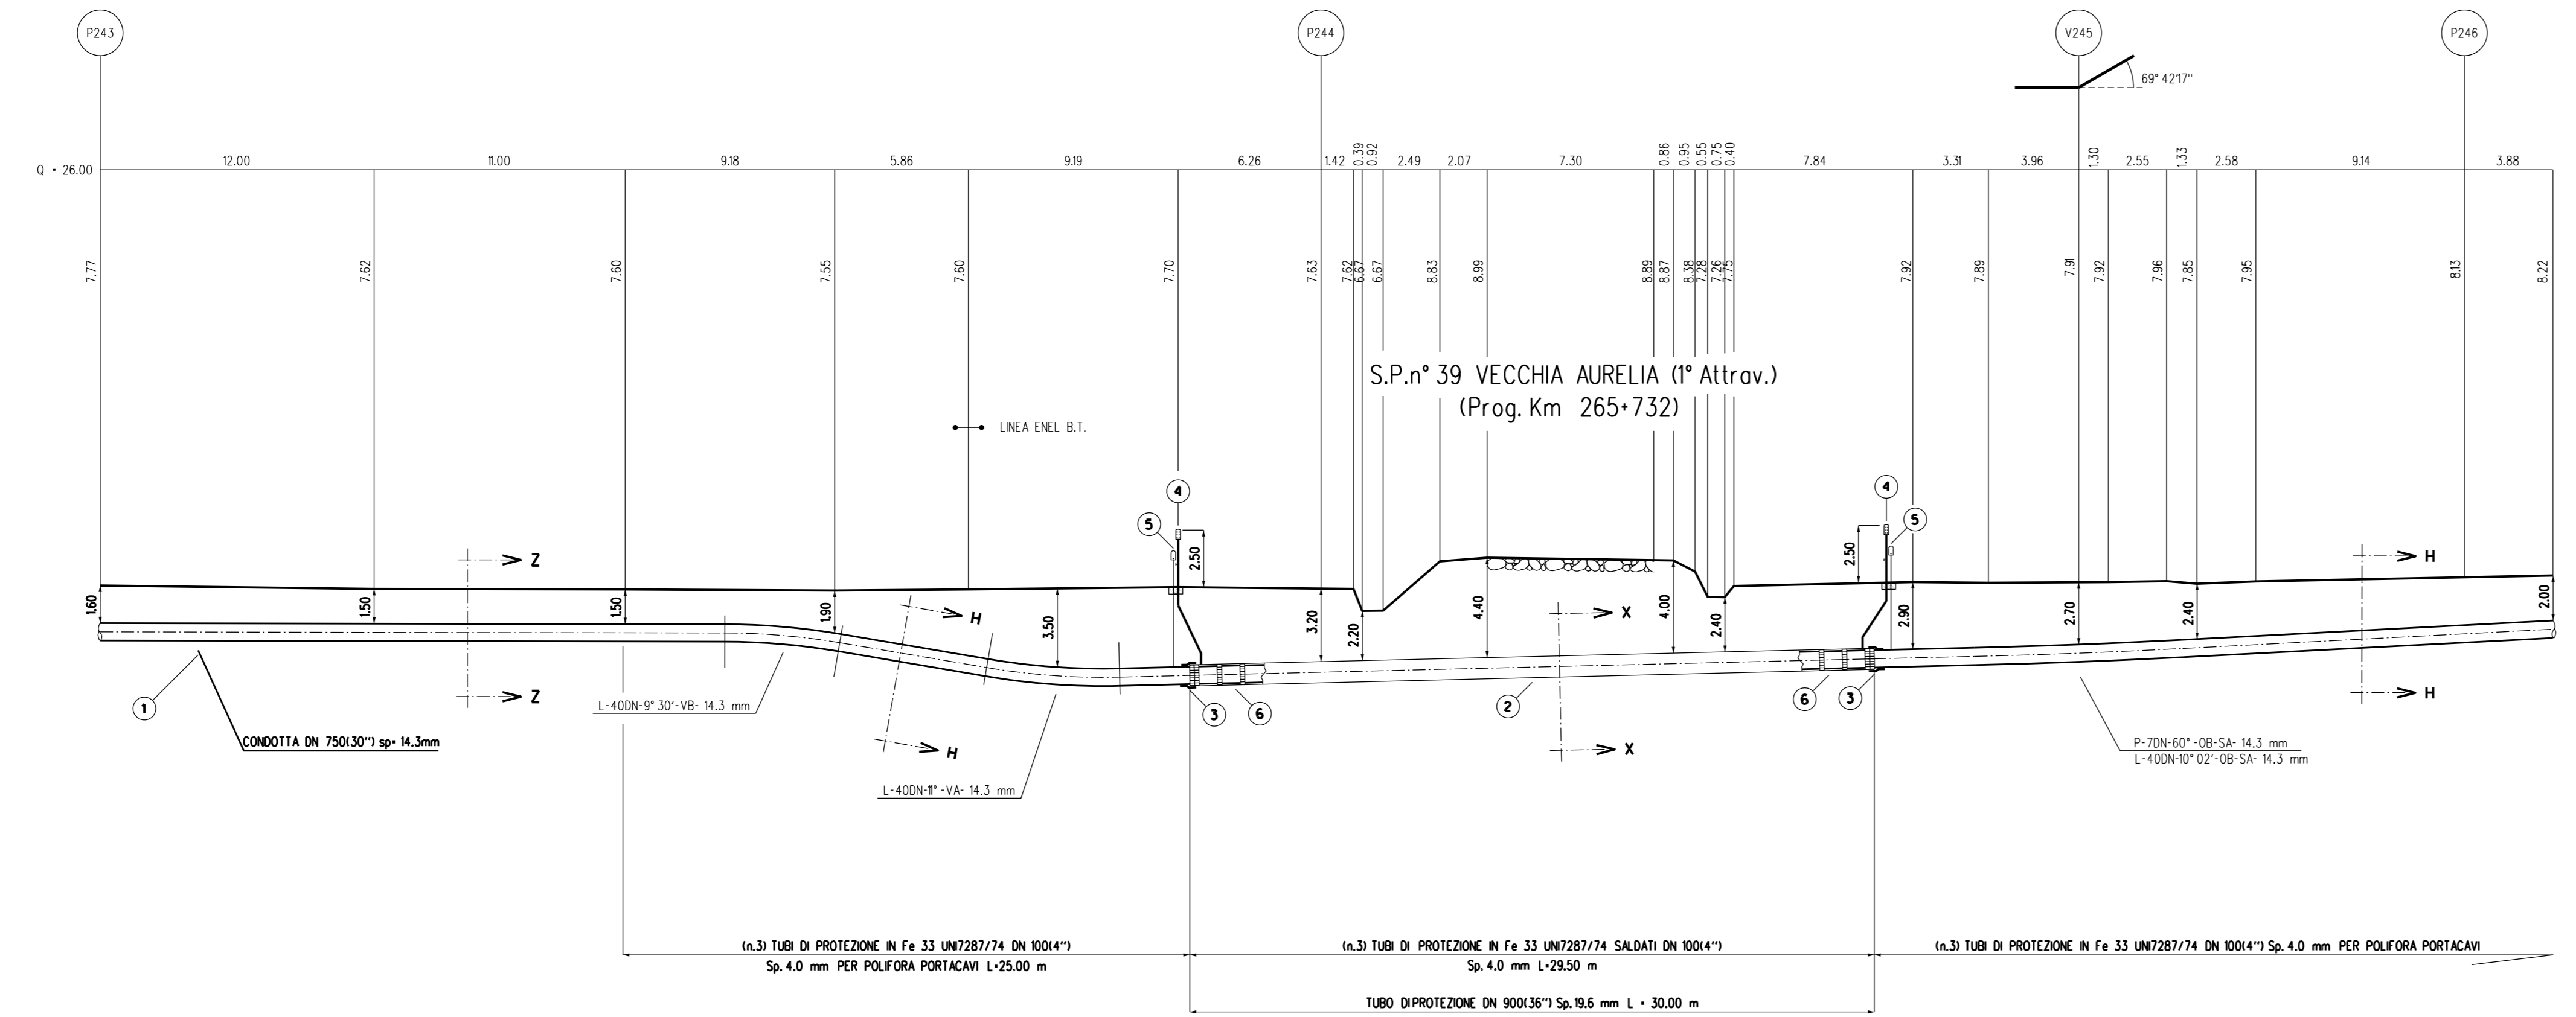 P243
P244
V245
P246
69° 42'17"
Q = 26.00
12.00
11.00
9.18
5.86
9.19
6.26
1.42
0.39
0.92
2.49
2.07
7.30
0.86
0.95
0.55
0.75
0.40
7.84
3.31
3.96
1.30
2.55
1.33
2.58
9.14
3.88
7.77
7.62
7.60
7.55
7.60
7.70
7.63
7.62
6.67
6.67
8.83
8.99
8.89
8.87
8.38
7.28
7.26
7.75
7.92
7.89
7.91
7.92
7.96
7.85
7.95
8.13
8.22
S.P.n° 39 VECCHIA AURELIA (1° Attrav.)
(Prog. Km 265+732)
LINEA ENEL B.T.
4
5
2.50
4
5
2.50
Z
H
X
H
1.60
1.50
1.50
1.90
3.50
3.20
2.20
4.40
4.00
2.40
2.90
2.70
2.40
2.00
Z
H
X
H
1
3
6
2
6
3
L-40DN-9° 30'-VB- 14.3 mm
CONDOTTA DN 750(30") sp= 14.3mm
L-40DN-11° -VA- 14.3 mm
P-7DN-60° -OB-SA- 14.3 mm
L-40DN-10° 02'-OB-SA- 14.3 mm
(n.3) TUBI DI PROTEZIONE IN Fe 33 UNI7287/74 DN 100(4")
Sp. 4.0 mm PER POLIFORA PORTACAVI L=25.00 m
(n.3) TUBI DI PROTEZIONE IN Fe 33 UNI7287/74 SALDATI DN 100(4")
Sp. 4.0 mm L=29.50 m
(n.3) TUBI DI PROTEZIONE IN Fe 33 UNI7287/74 DN 100(4") Sp. 4.0 mm PER POLIFORA PORTACAVI
TUBO DI PROTEZIONE DN 900(36") Sp.19.6 mm L = 30.00 m